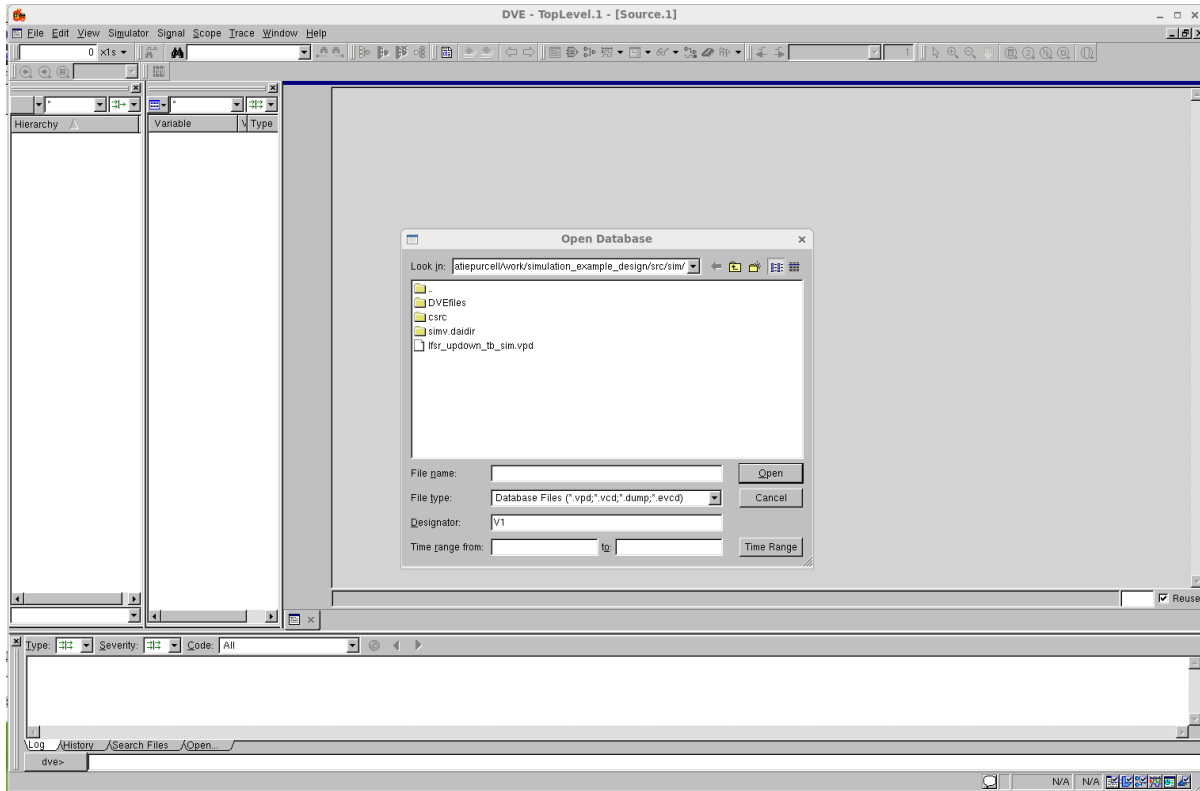 DVE - TopLevel.1 - [Source.1]
File Edit View Simulator Signal Scope Trace Window Help
0 x1s
1
* *
Hierarchy Variable V Type
Open Database
Look in: atiepurcell/work/simulation_example_design/src/sim/
..
DVEfiles
csrc
simv.daidir
lfsr_updown_tb_sim.vpd
File name: Open
File type: Database Files (*.vpd;*.vcd;*.dump;*.evcd) Cancel
Designator: V1
Time range from: to: Time Range
Reuse
Type: Severity: Code: All
Log History Search Files Open...
dve>
N/A N/A